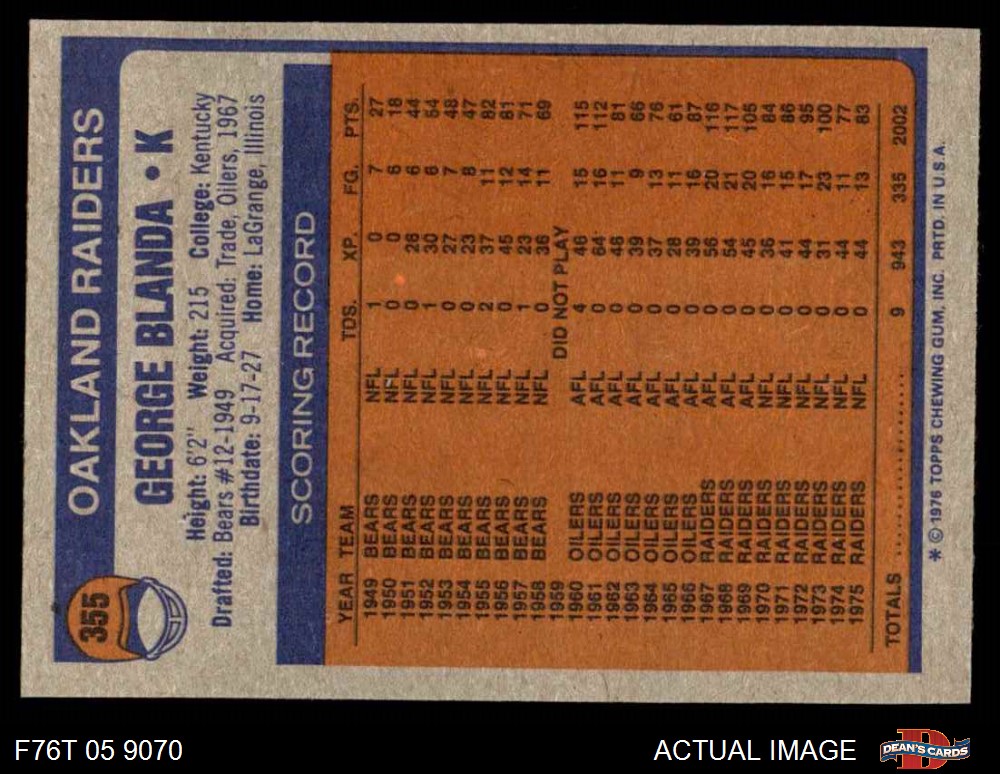 355
OAKLAND RAIDERS
GEORGE BLANDA • K
Height: 6'2" Weight: 215 College: Kentucky
Drafted: Bears #12-1949 Acquired: Trade, Oilers, 1967
Birthdate: 9-17-27 Home: LaGrange, Illinois
SCORING RECORD
YEAR TEAM TDS. XP. FG. PTS.
1949 BEARS NFL 1 0 7 27
1950 BEARS NFL 0 0 6 18
1951 BEARS NFL 0 26 6 44
1952 BEARS NFL 1 30 6 54
1953 BEARS NFL 0 27 7 48
1954 BEARS NFL 0 23 8 47
1955 BEARS NFL 2 37 11 82
1956 BEARS NFL 0 45 12 81
1957 BEARS NFL 1 23 14 71
1958 BEARS NFL 0 36 11 69
1959 DID NOT PLAY
1960 OILERS AFL 4 46 15 115
1961 OILERS AFL 0 64 16 112
1962 OILERS AFL 0 48 11 81
1963 OILERS AFL 0 39 9 66
1964 OILERS AFL 0 37 13 76
1965 OILERS AFL 0 28 11 61
1966 OILERS AFL 0 39 16 87
1967 RAIDERS AFL 0 56 20 116
1968 RAIDERS AFL 0 54 21 117
1969 RAIDERS AFL 0 45 20 105
1970 RAIDERS NFL 0 36 16 84
1971 RAIDERS NFL 0 41 15 86
1972 RAIDERS NFL 0 44 17 95
1973 RAIDERS NFL 0 31 23 100
1974 RAIDERS NFL 0 44 11 77
1975 RAIDERS NFL 0 44 13 83
TOTALS .................. 9 943 335 2002
* © 1976 TOPPS CHEWING GUM, INC. PRTD. IN U.S.A.
F76T 05 9070
ACTUAL IMAGE
DEAN'S CARDS